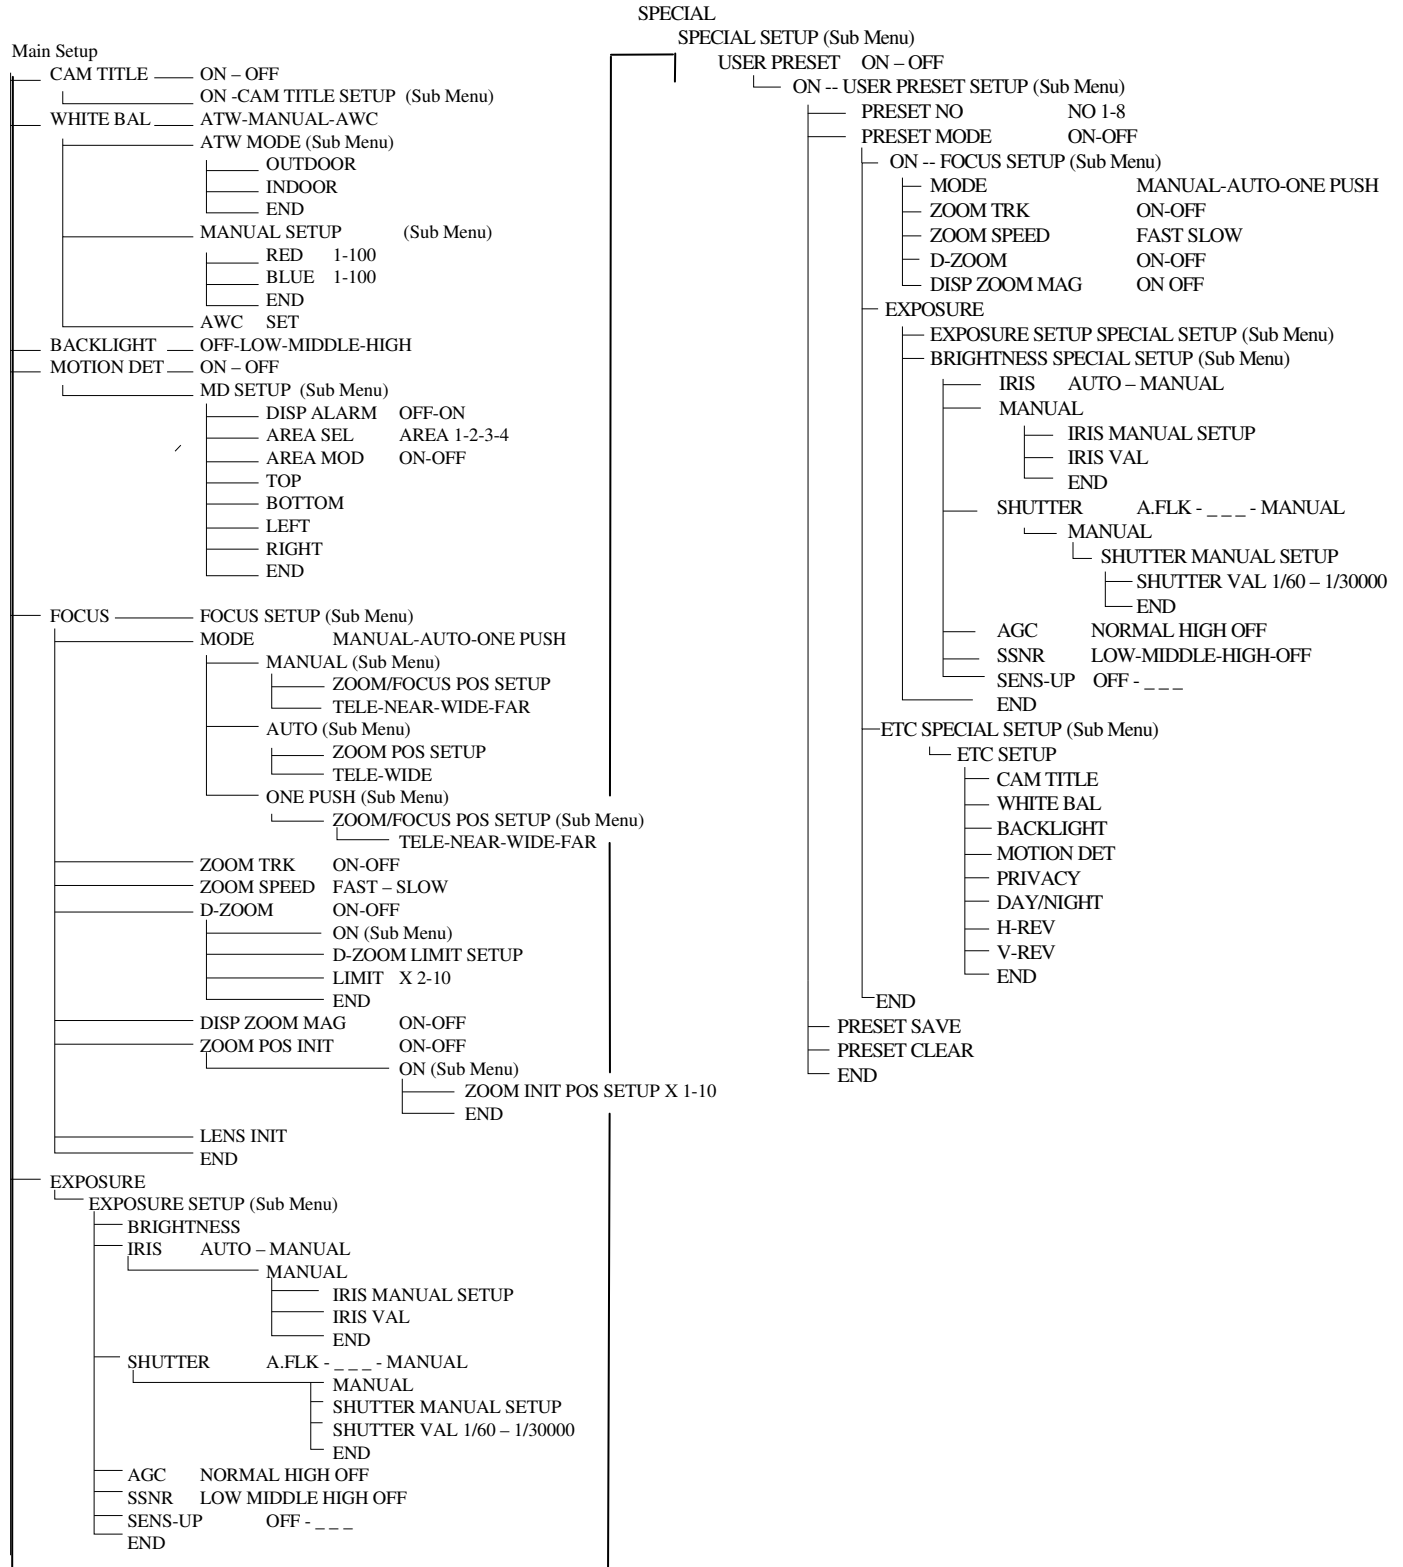 Main Setup
CAM TITLE ON – OFF
ON -CAM TITLE SETUP (Sub Menu)
WHITE BAL ATW-MANUAL-AWC
ATW MODE (Sub Menu)
OUTDOOR
INDOOR
END
MANUAL SETUP (Sub Menu)
RED 1-100
BLUE 1-100
END
AWC SET
BACKLIGHT OFF-LOW-MIDDLE-HIGH
MOTION DET ON – OFF
MD SETUP (Sub Menu)
DISP ALARM OFF-ON
AREA SEL AREA 1-2-3-4
AREA MOD ON-OFF
TOP
BOTTOM
LEFT
RIGHT
END
FOCUS FOCUS SETUP (Sub Menu)
MODE MANUAL-AUTO-ONE PUSH
MANUAL (Sub Menu)
ZOOM/FOCUS POS SETUP
TELE-NEAR-WIDE-FAR
AUTO (Sub Menu)
ZOOM POS SETUP
TELE-WIDE
ONE PUSH (Sub Menu)
ZOOM/FOCUS POS SETUP (Sub Menu)
TELE-NEAR-WIDE-FAR
ZOOM TRK ON-OFF
ZOOM SPEED FAST – SLOW
D-ZOOM ON-OFF
ON (Sub Menu)
D-ZOOM LIMIT SETUP
LIMIT X 2-10
END
DISP ZOOM MAG ON-OFF
ZOOM POS INIT ON-OFF
ON (Sub Menu)
ZOOM INIT POS SETUP X 1-10
END
LENS INIT
END
EXPOSURE
EXPOSURE SETUP (Sub Menu)
BRIGHTNESS
IRIS AUTO – MANUAL
MANUAL
IRIS MANUAL SETUP
IRIS VAL
END
SHUTTER A.FLK - _ _ _ - MANUAL
MANUAL
SHUTTER MANUAL SETUP
SHUTTER VAL 1/60 – 1/30000
END
AGC NORMAL HIGH OFF
SSNR LOW MIDDLE HIGH OFF
SENS-UP OFF - _ _ _
END
SPECIAL
SPECIAL SETUP (Sub Menu)
USER PRESET ON – OFF
ON -- USER PRESET SETUP (Sub Menu)
PRESET NO NO 1-8
PRESET MODE ON-OFF
ON -- FOCUS SETUP (Sub Menu)
MODE MANUAL-AUTO-ONE PUSH
ZOOM TRK ON-OFF
ZOOM SPEED FAST SLOW
D-ZOOM ON-OFF
DISP ZOOM MAG ON OFF
EXPOSURE
EXPOSURE SETUP SPECIAL SETUP (Sub Menu)
BRIGHTNESS SPECIAL SETUP (Sub Menu)
IRIS AUTO – MANUAL
MANUAL
IRIS MANUAL SETUP
IRIS VAL
END
SHUTTER A.FLK - _ _ _ - MANUAL
MANUAL
SHUTTER MANUAL SETUP
SHUTTER VAL 1/60 – 1/30000
END
AGC NORMAL HIGH OFF
SSNR LOW-MIDDLE-HIGH-OFF
SENS-UP OFF - _ _ _
END
ETC SPECIAL SETUP (Sub Menu)
ETC SETUP
CAM TITLE
WHITE BAL
BACKLIGHT
MOTION DET
PRIVACY
DAY/NIGHT
H-REV
V-REV
END
END
PRESET SAVE
PRESET CLEAR
END